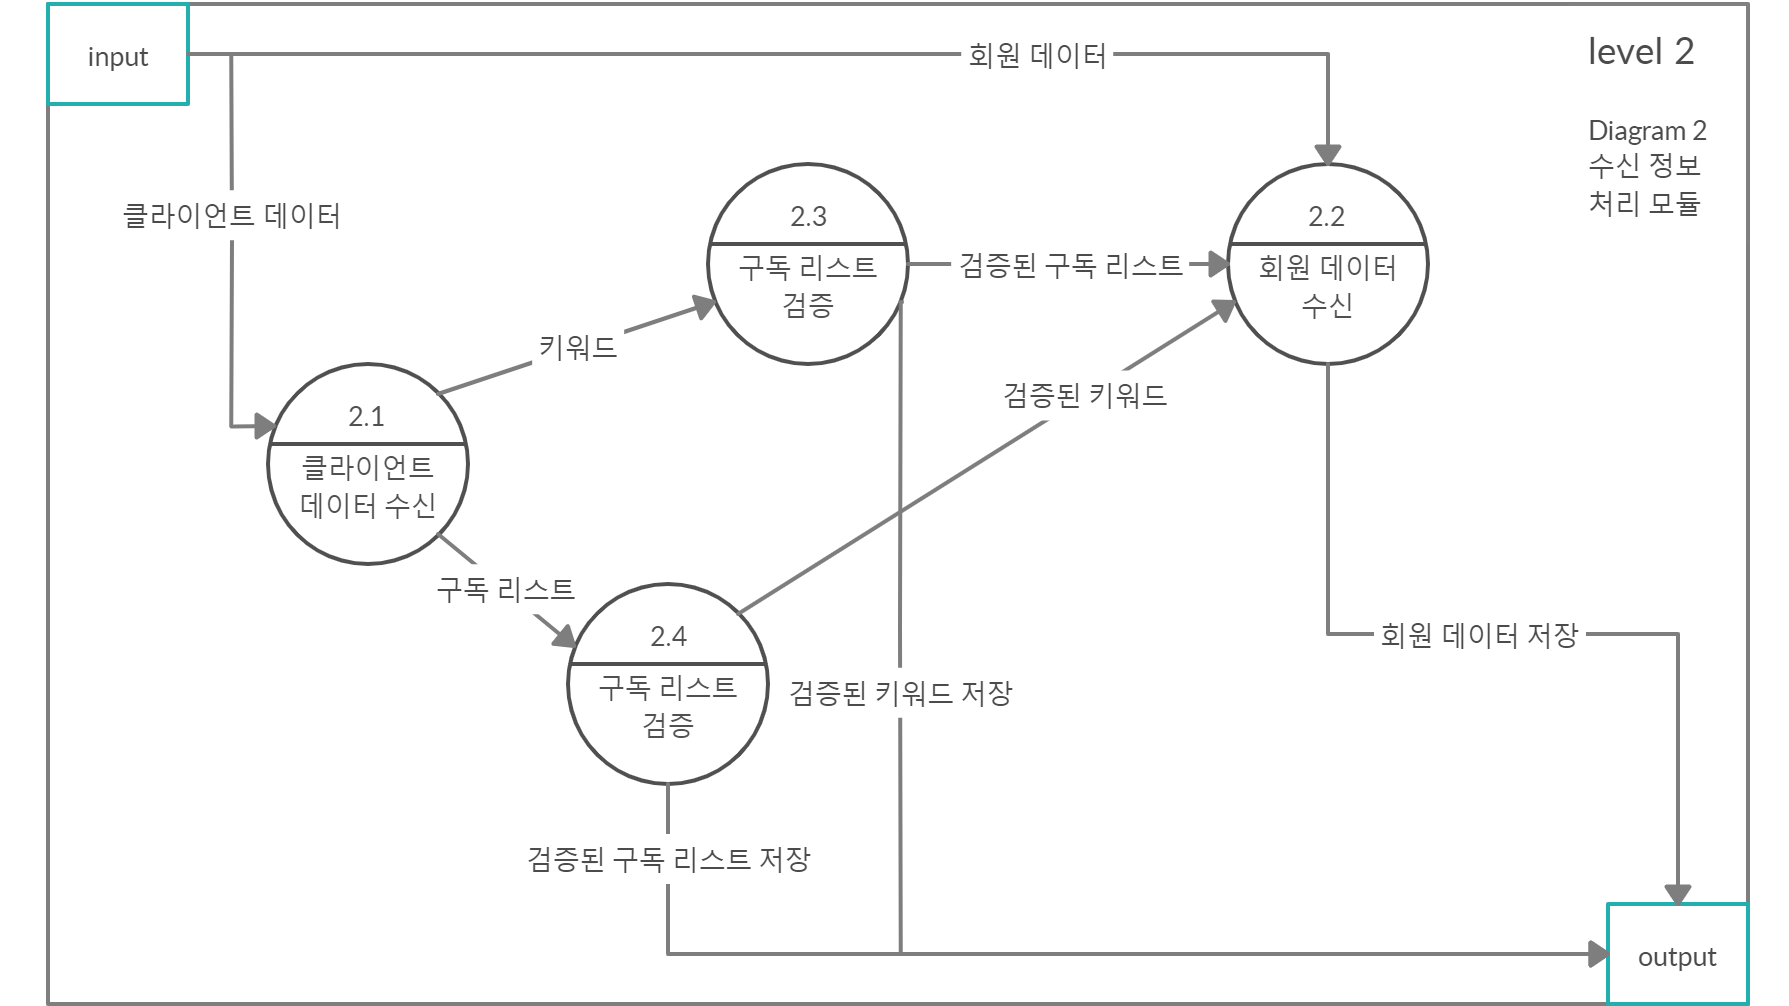 input
회원 데이터
level 2
Diagram 2
수신 정보
처리 모듈
클라이언트 데이터
2.3
구독 리스트
검증
검증된 구독 리스트
2.2
회원 데이터
수신
키워드
검증된 키워드
2.1
클라이언트
데이터 수신
구독 리스트
2.4
구독 리스트
검증
회원 데이터 저장
검증된 키워드 저장
검증된 구독 리스트 저장
output